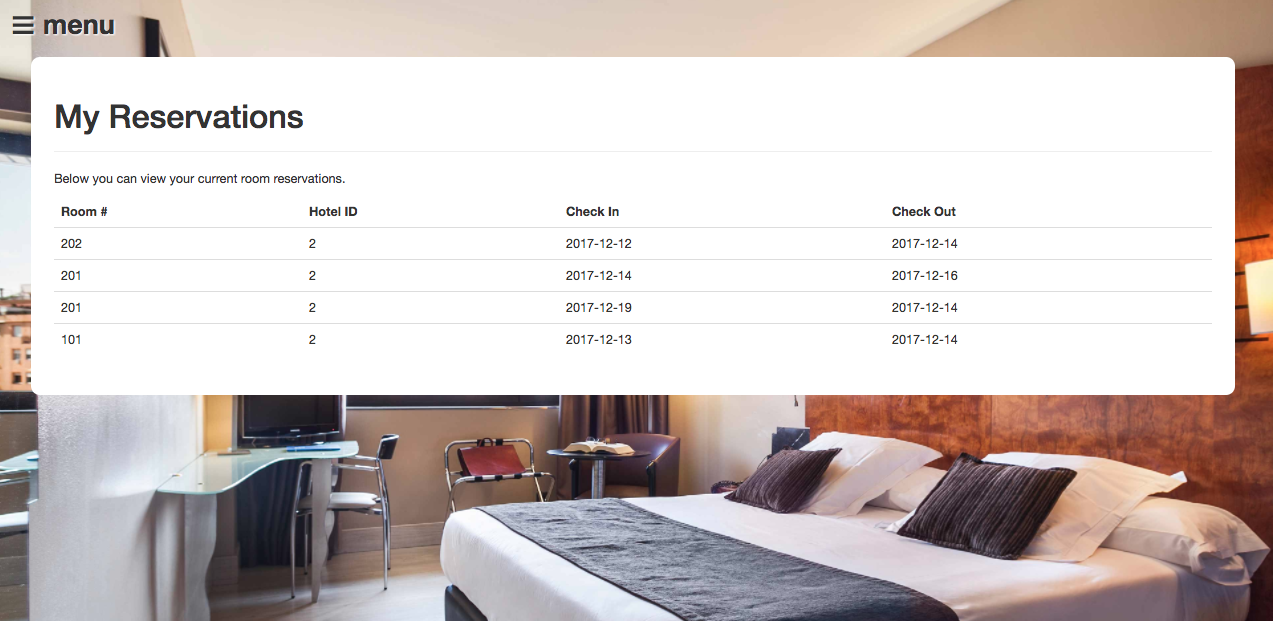 menu
My Reservations
Below you can view your current room reservations.
Room # Hotel ID Check In Check Out
202 2 2017-12-12 2017-12-14
201 2 2017-12-14 2017-12-16
201 2 2017-12-19 2017-12-14
101 2 2017-12-13 2017-12-14